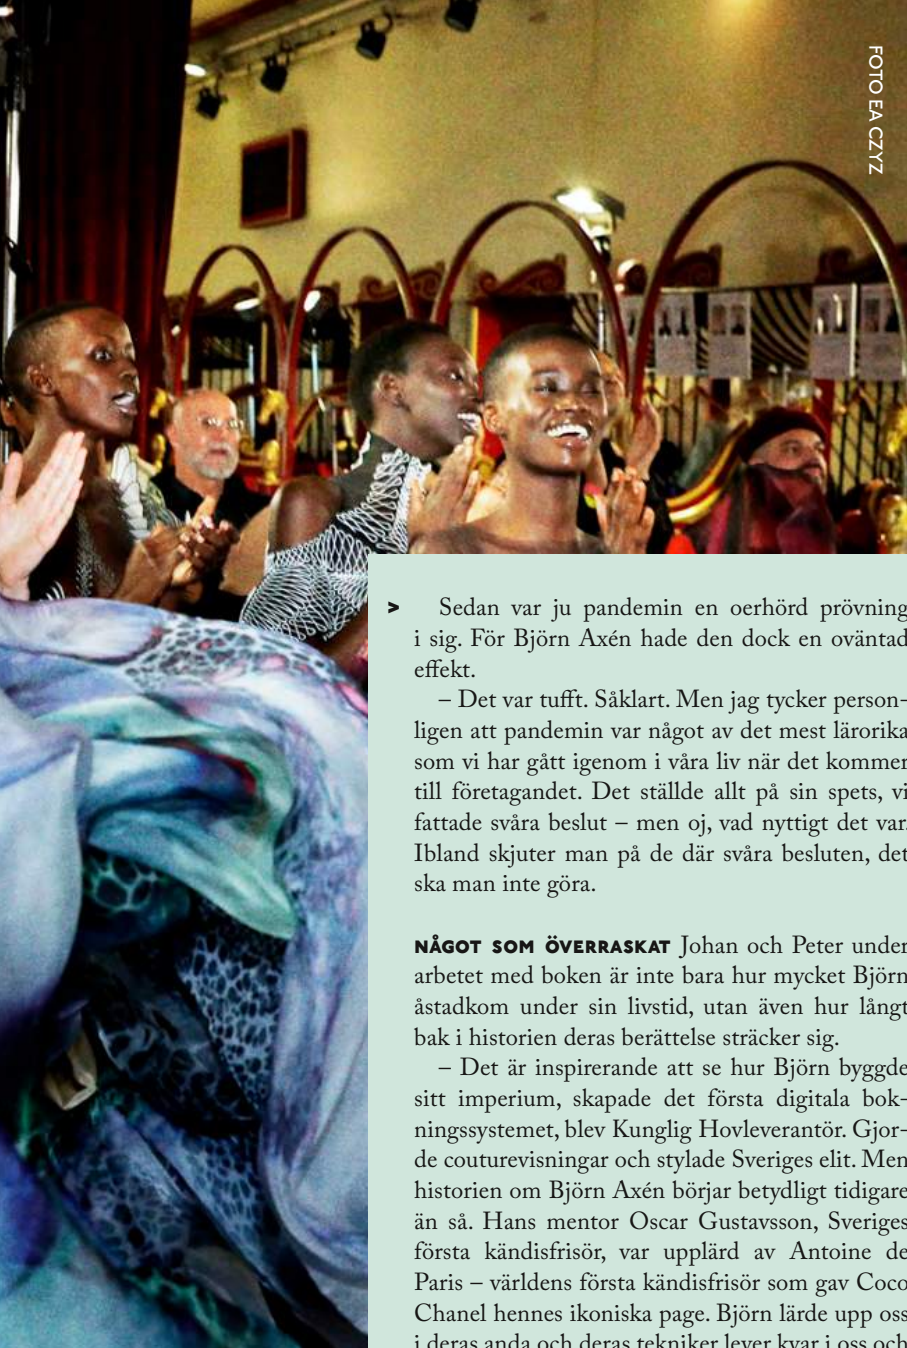 FOTO EA CZYZ
> Sedan var ju pandemin en oerhörd prövning
i sig. För Björn Axén hade den dock en oväntad
effekt.
– Det var tufft. Såklart. Men jag tycker person-
ligen att pandemin var något av det mest lärorika
som vi har gått igenom i våra liv när det kommer
till företagandet. Det ställde allt på sin spets, vi
fattade svåra beslut – men oj, vad nyttigt det var.
Ibland skjuter man på de där svåra besluten, det
ska man inte göra.
NÅGOT SOM ÖVERRASKAT Johan och Peter under
arbetet med boken är inte bara hur mycket Björn
åstadkom under sin livstid, utan även hur långt
bak i historien deras berättelse sträcker sig.
– Det är inspirerande att se hur Björn byggde
sitt imperium, skapade det första digitala bok-
ningssystemet, blev Kunglig Hovleverantör. Gjor-
de couturevisningar och stylade Sveriges elit. Men
historien om Björn Axén börjar betydligt tidigare
än så. Hans mentor Oscar Gustavsson, Sveriges
första kändisfrisör, var upplärd av Antoine de
Paris – världens första kändisfrisör som gav Coco
Chanel hennes ikoniska page. Björn lärde upp oss
i deras anda och deras tekniker lever kvar i oss och